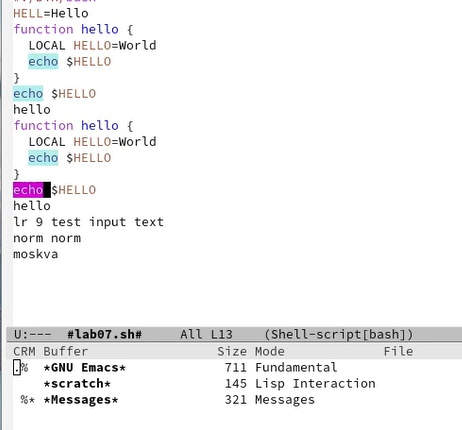 HELL=Hello
function hello {
  LOCAL HELLO=World
  echo $HELLO
}
echo $HELLO
hello
function hello {
  LOCAL HELLO=World
  echo $HELLO
}
echo $HELLO
hello
lr 9 test input text
norm norm
moskva
U:---  #lab07.sh#     All L13    (Shell-script[bash])
CRM Buffer                Size Mode             File
.%  *GNU Emacs*            711 Fundamental
    *scratch*              145 Lisp Interaction
 %* *Messages*             321 Messages